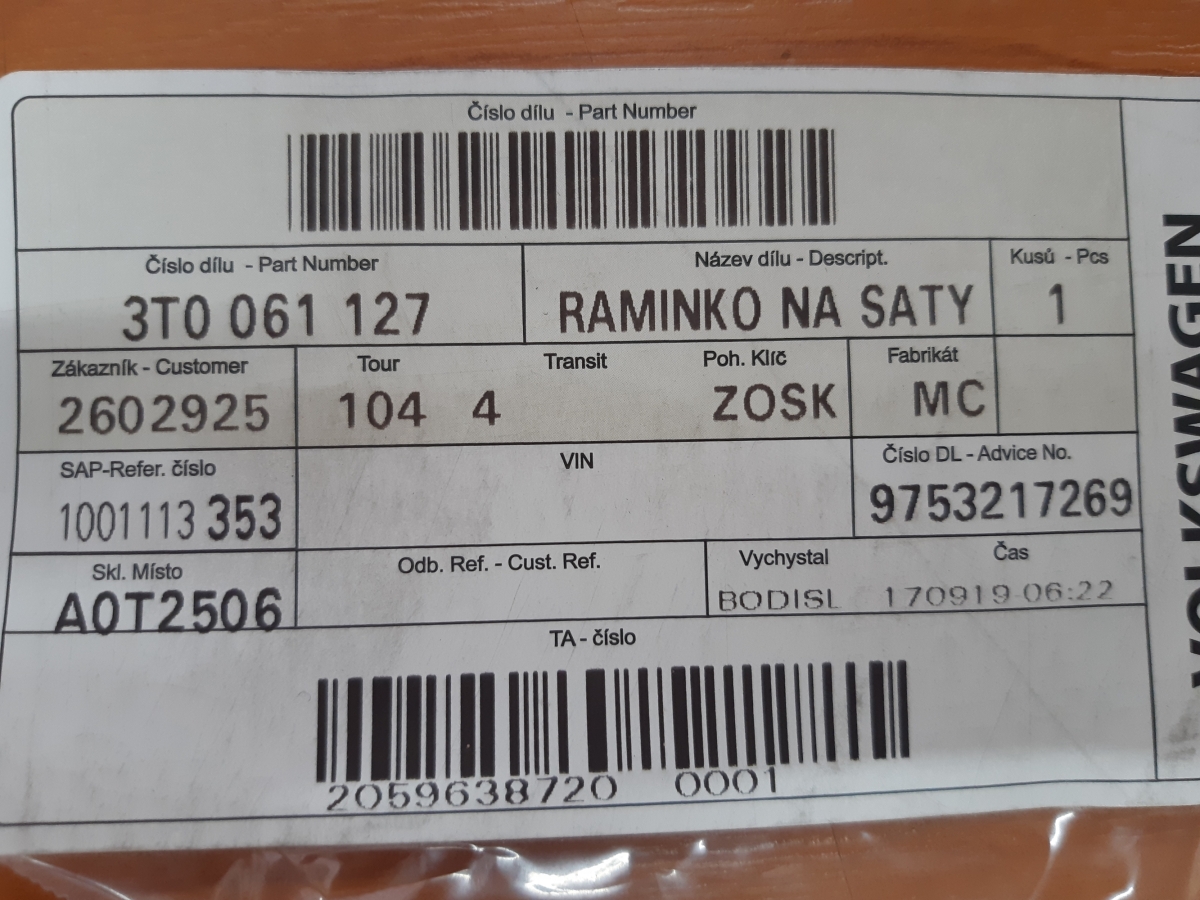 Číslo dílu - Part Number
Číslo dílu - Part Number
3T0 061 127
Název dílu - Descript.
RAMINKO NA SATY
Kusů - Pcs
1
Zákazník - Customer
2602925
Tour
104 4
Transit
Poh. Klíč
ZOSK
Fabrikát
MC
SAP-Refer. číslo
1001113 353
VIN
Číslo DL - Advice No.
9753217269
Skl. Místo
A0T2506
Odb. Ref. - Cust. Ref.
Vychystal
BODISL
Čas
170919 06:22
TA - číslo
2059638720 0001
VOLKSWAGEN